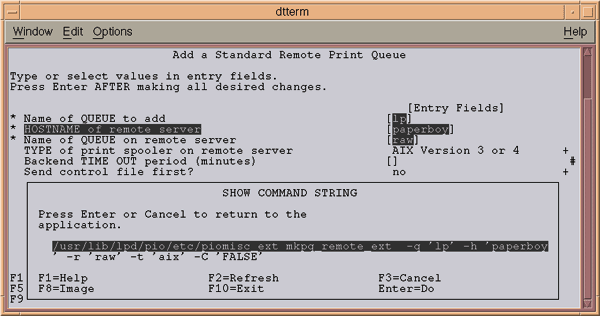 dtterm
Window Edit Options Help
Add a Standard Remote Print Queue
Type or select values in entry fields.
Press Enter AFTER making all desired changes.
[Entry Fields]
* Name of QUEUE to add [lp]
* HOSTNAME of remote server [paperboy]
* Name of QUEUE on remote server [raw]
TYPE of print spooler on remote server AIX Version 3 or 4 +
Backend TIME OUT period (minutes) [] #
Send control file first? no +
SHOW COMMAND STRING
Press Enter or Cancel to return to the
application.
/usr/lib/lpd/pio/etc/piomisc_ext mkpq_remote_ext -q 'lp' -h 'paperboy
' -r 'raw' -t 'aix' -C 'FALSE'
F1 F1=Help F2=Refresh F3=Cancel
F5 F8=Image F10=Exit Enter=Do
F9